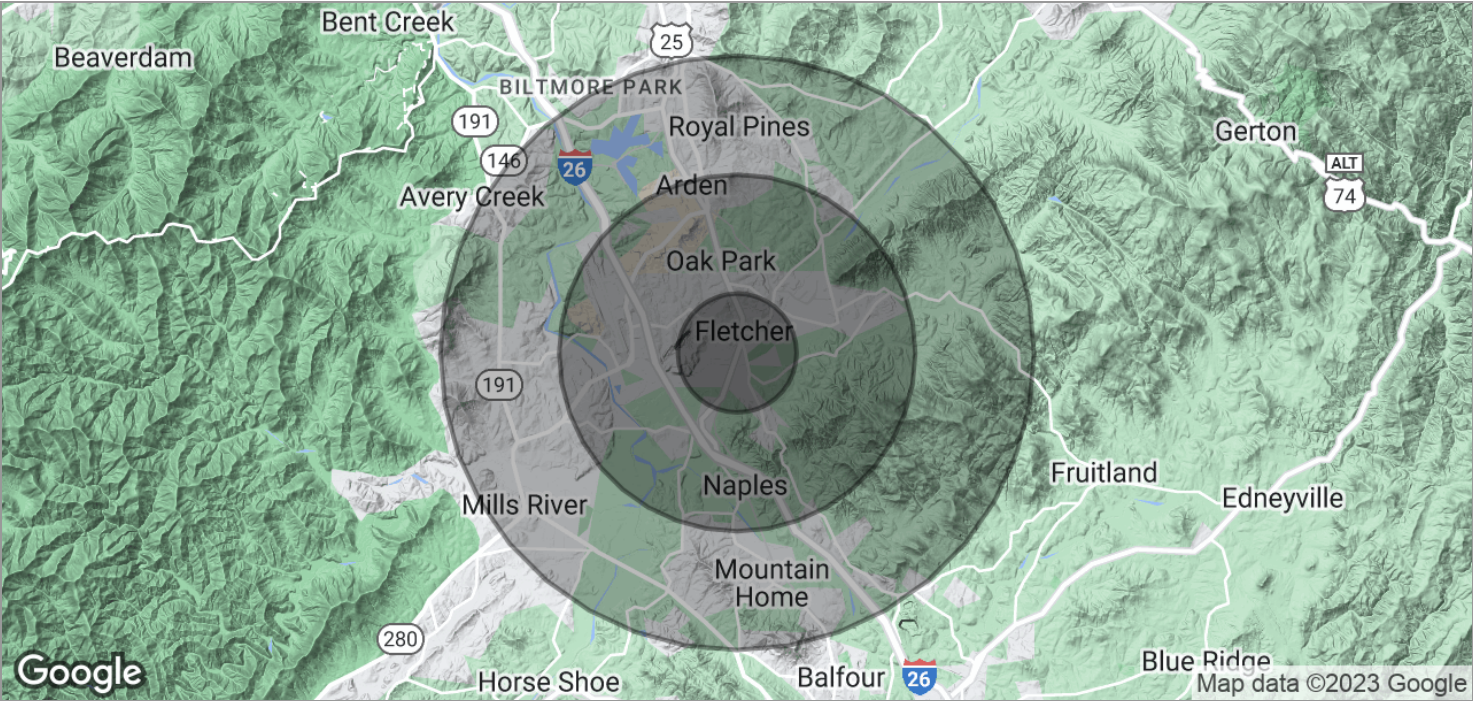 Bent Creek
25
Beaverdam
BILTMORE PARK
191
Royal Pines
Gerton
146
26
ALT
74
Arden
Avery Creek
Oak Park
Fletcher
191
Fruitland
Naples
Edneyville
Mills River
Mountain
Home
280
Blue Ridge
Google
Horse Shoe
Balfour
26
Map data ©2023 Google